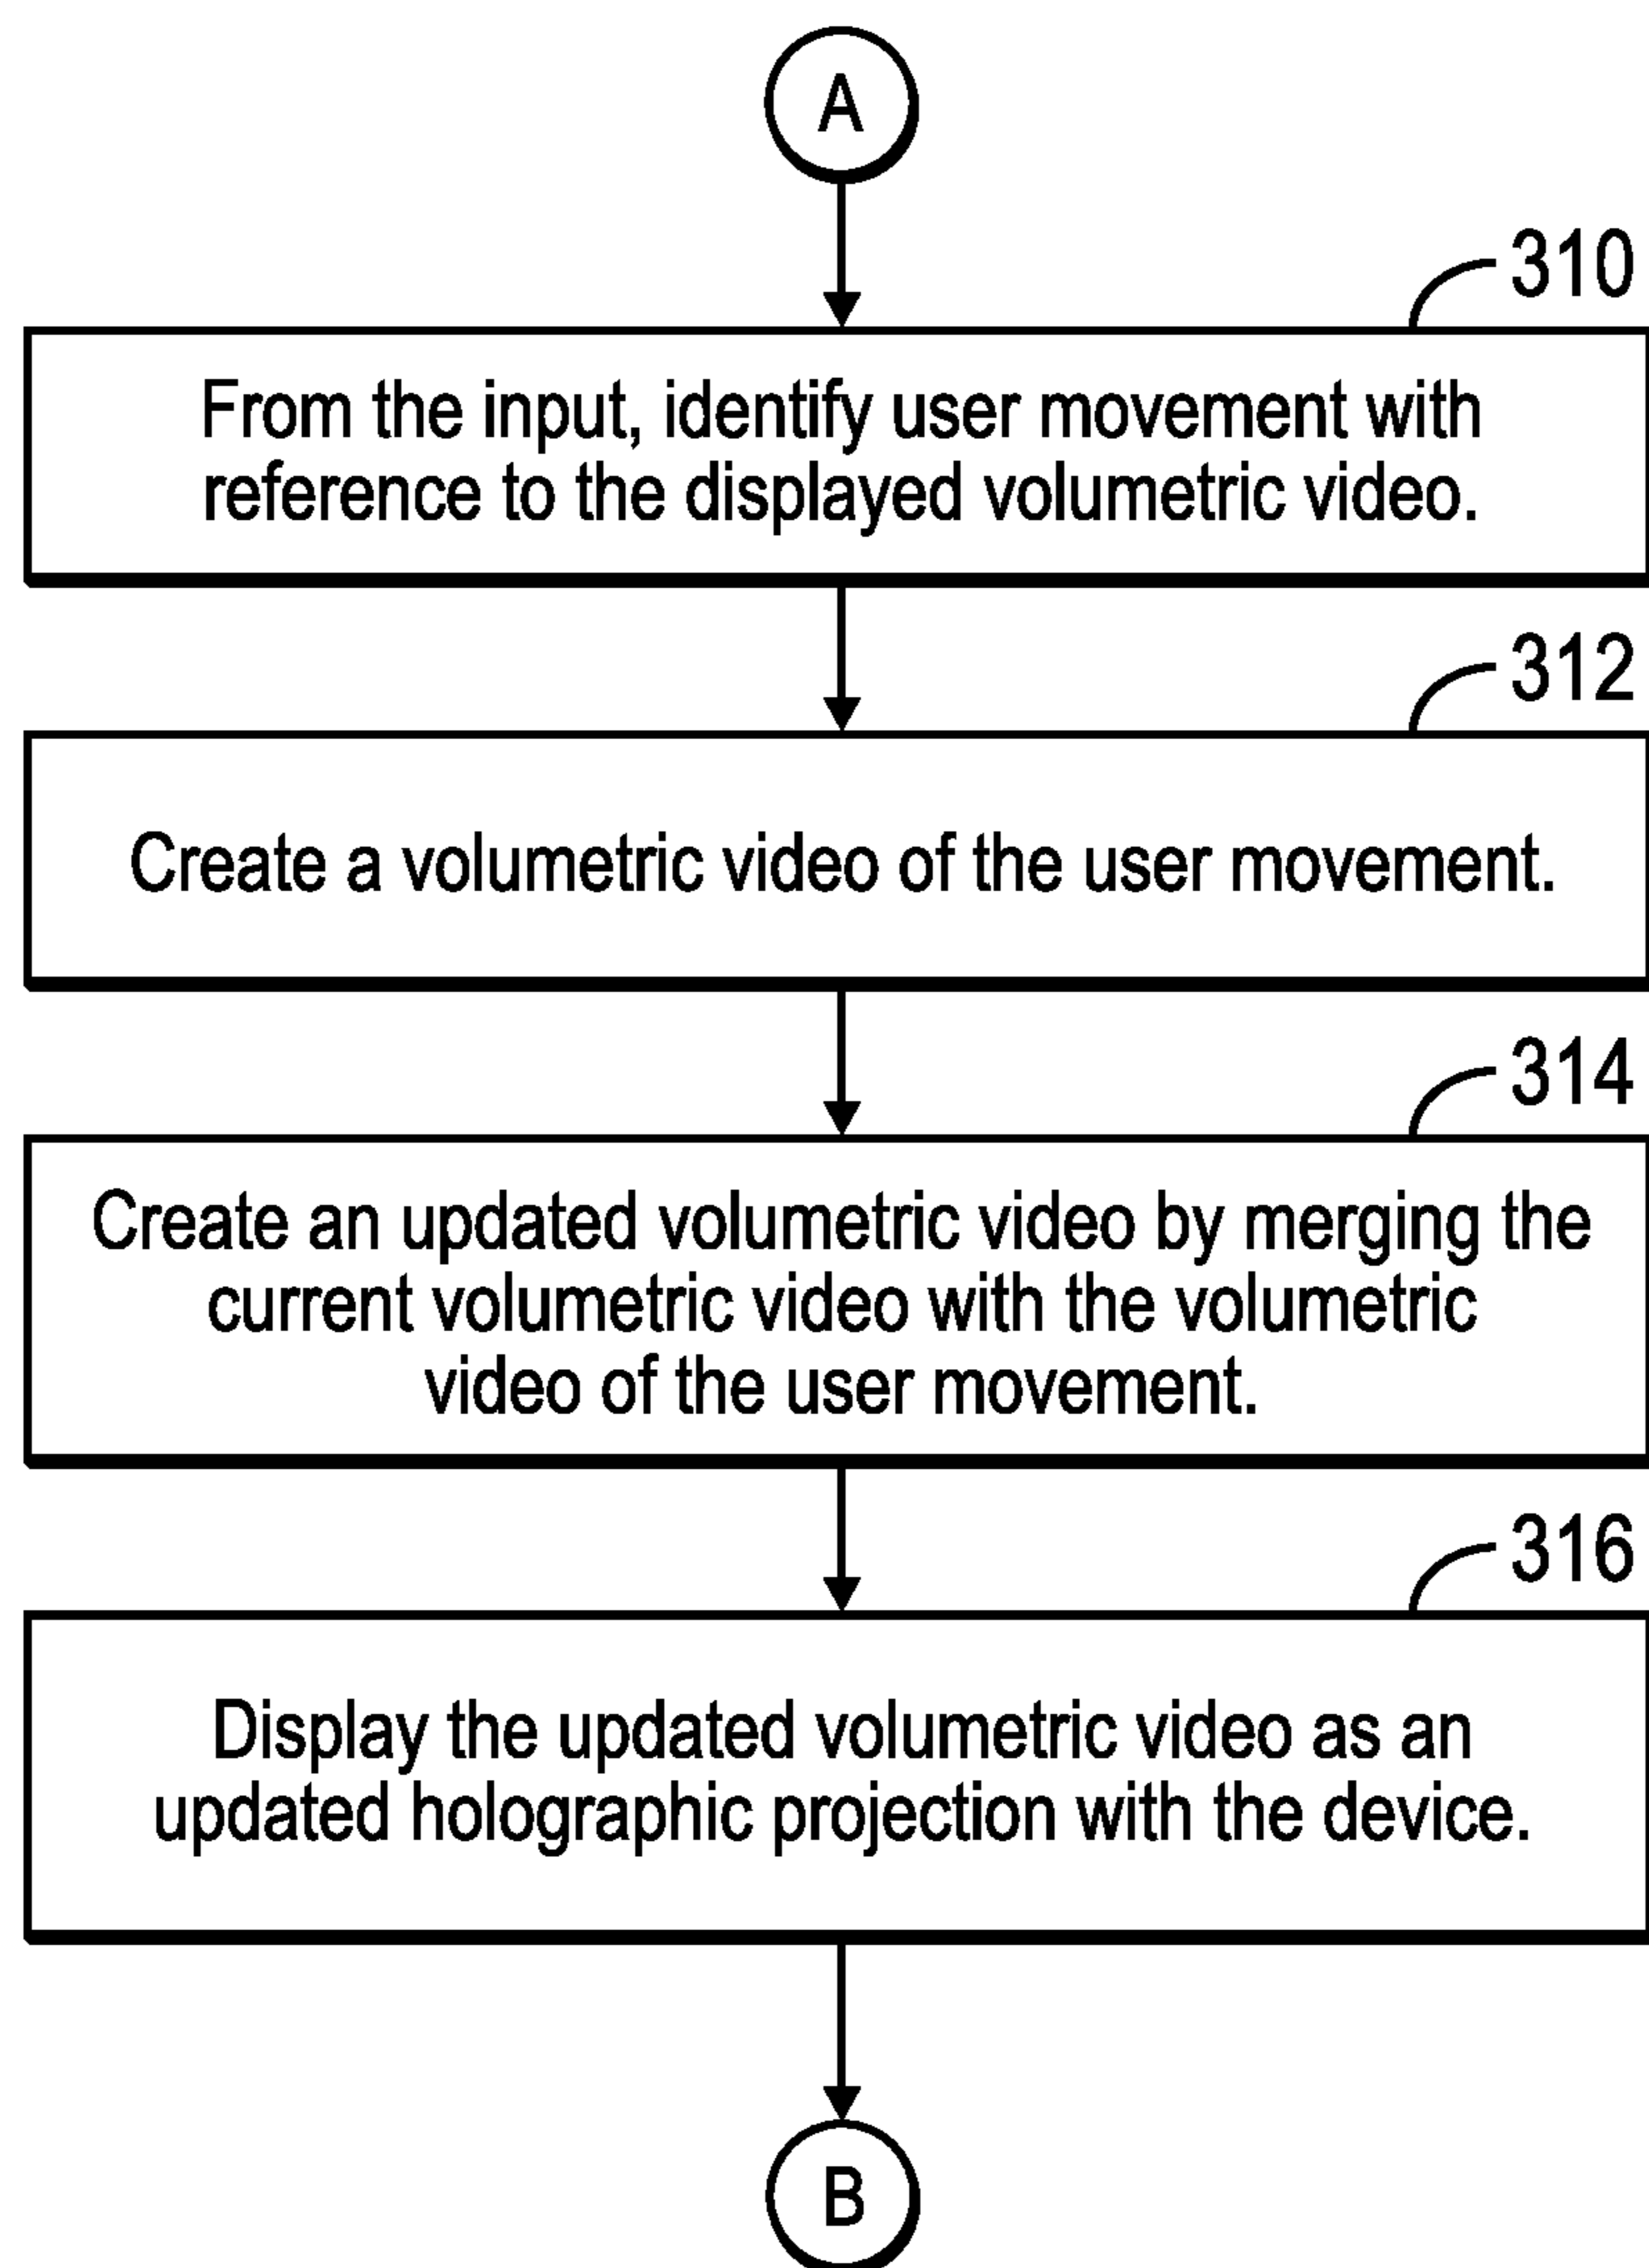 A
310
From the input, identify user movement with
reference to the displayed volumetric video.
312
Create a volumetric video of the user movement.
314
Create an updated volumetric video by merging the
current volumetric video with the volumetric
video of the user movement.
316
Display the updated volumetric video as an
updated holographic projection with the device.
B